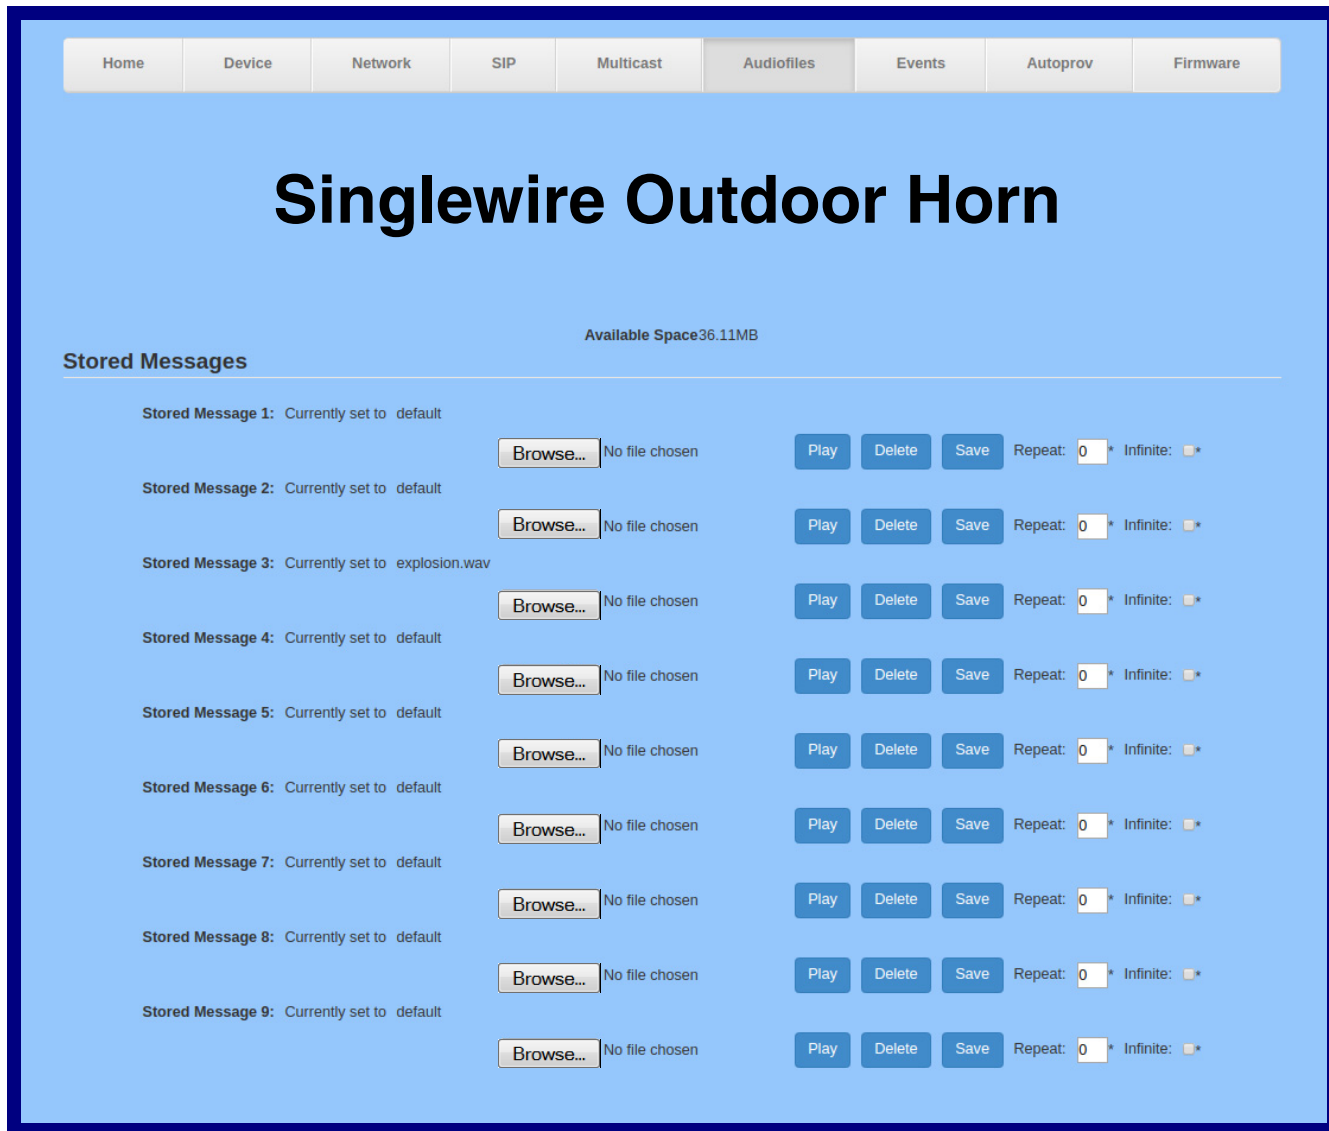 Home Device Network SIP Multicast Audiofiles Events Autoprov Firmware
Singlewire Outdoor Horn
Available Space36.11MB
Stored Messages
Stored Message 1: Currently set to default
Browse... No file chosen Play Delete Save Repeat: 0 * Infinite: *
Stored Message 2: Currently set to default
Browse... No file chosen Play Delete Save Repeat: 0 * Infinite: *
Stored Message 3: Currently set to explosion.wav
Browse... No file chosen Play Delete Save Repeat: 0 * Infinite: *
Stored Message 4: Currently set to default
Browse... No file chosen Play Delete Save Repeat: 0 * Infinite: *
Stored Message 5: Currently set to default
Browse... No file chosen Play Delete Save Repeat: 0 * Infinite: *
Stored Message 6: Currently set to default
Browse... No file chosen Play Delete Save Repeat: 0 * Infinite: *
Stored Message 7: Currently set to default
Browse... No file chosen Play Delete Save Repeat: 0 * Infinite: *
Stored Message 8: Currently set to default
Browse... No file chosen Play Delete Save Repeat: 0 * Infinite: *
Stored Message 9: Currently set to default
Browse... No file chosen Play Delete Save Repeat: 0 * Infinite: *